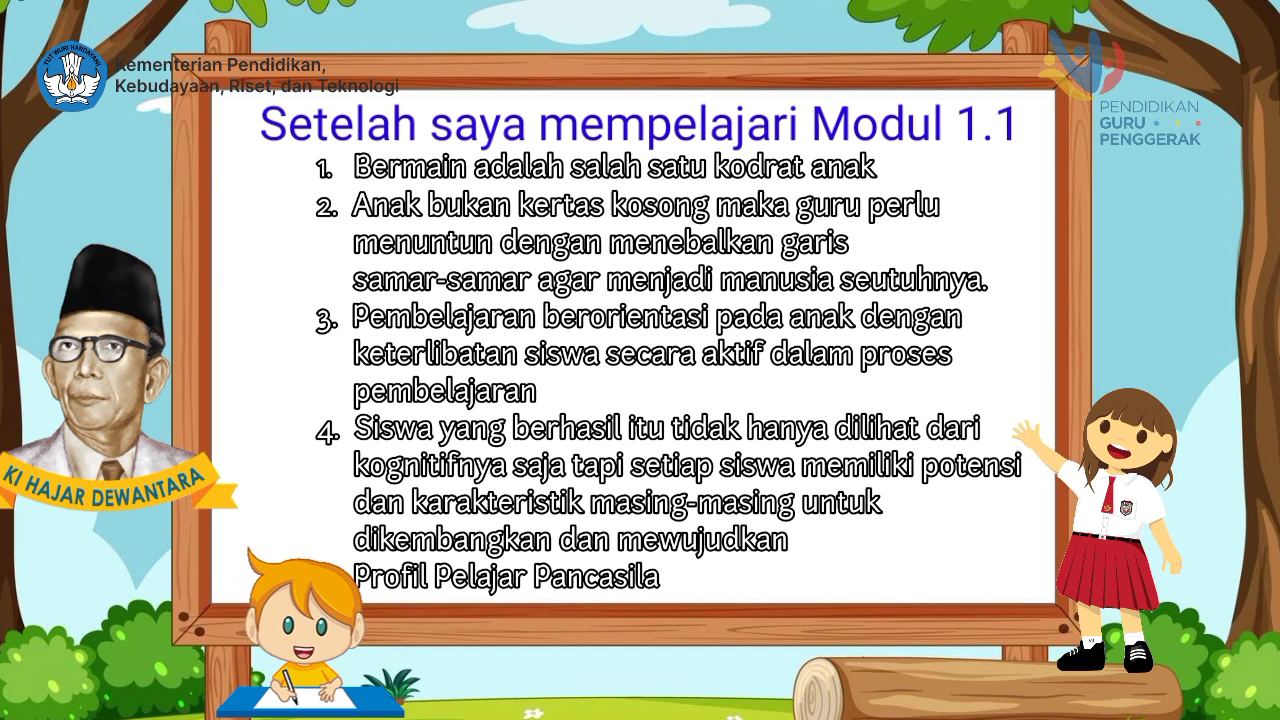 TUT WURI HANDAYANI
Kementerian Pendidikan,
Kebudayaan, Riset, dan Teknologi
PENDIDIKAN
GURU
PENGGERAK
Setelah saya mempelajari Modul 1.1
1. Bermain adalah salah satu kodrat anak
2. Anak bukan kertas kosong maka guru perlu
menuntun dengan menebalkan garis
samar-samar agar menjadi manusia seutuhnya.
3. Pembelajaran berorientasi pada anak dengan
keterlibatan siswa secara aktif dalam proses
pembelajaran
4. Siswa yang berhasil itu tidak hanya dilihat dari
kognitifnya saja tapi setiap siswa memiliki potensi
dan karakteristik masing-masing untuk
dikembangkan dan mewujudkan
Profil Pelajar Pancasila
KI HAJAR DEWANTARA